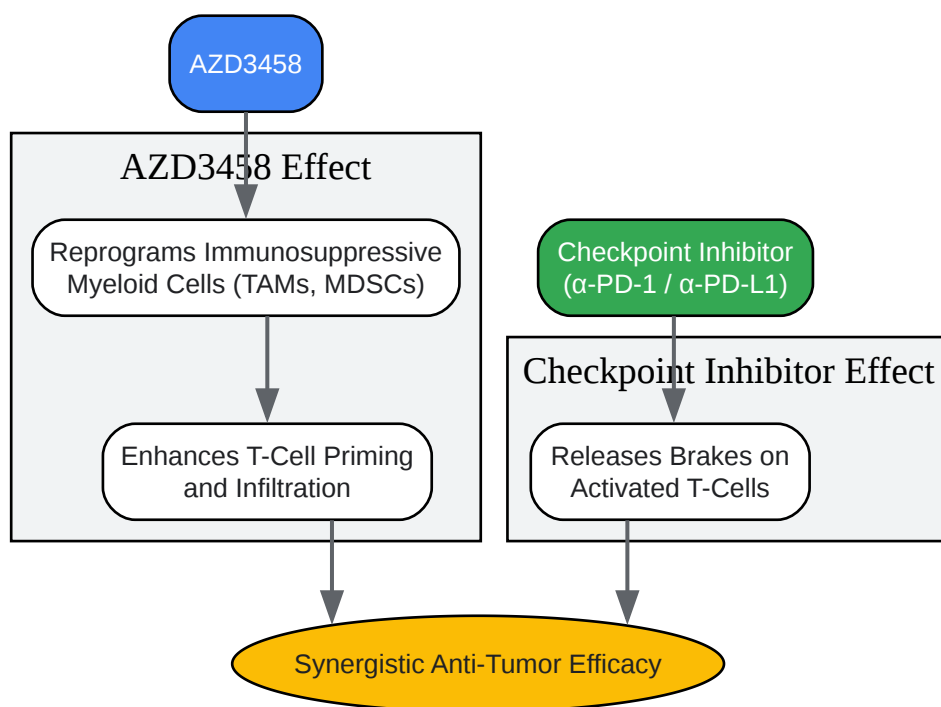 AZD3458
AZD3458 Effect
Reprograms Immunosuppressive
Myeloid Cells (TAMs, MDSCs)
Enhances T-Cell Priming
and Infiltration
Checkpoint Inhibitor
(α-PD-1 / α-PD-L1)
Checkpoint Inhibitor Effect
Releases Brakes on
Activated T-Cells
Synergistic Anti-Tumor Efficacy